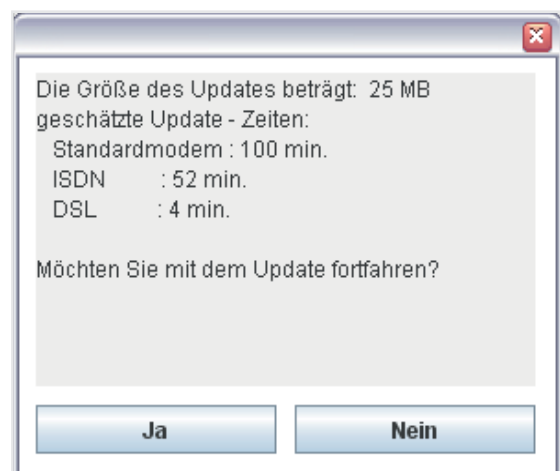 Die Größe des Updates beträgt:  25 MB
geschätzte Update - Zeiten:
Standardmodem : 100 min.
ISDN : 52 min.
DSL : 4 min.
Möchten Sie mit dem Update fortfahren?
Ja
Nein